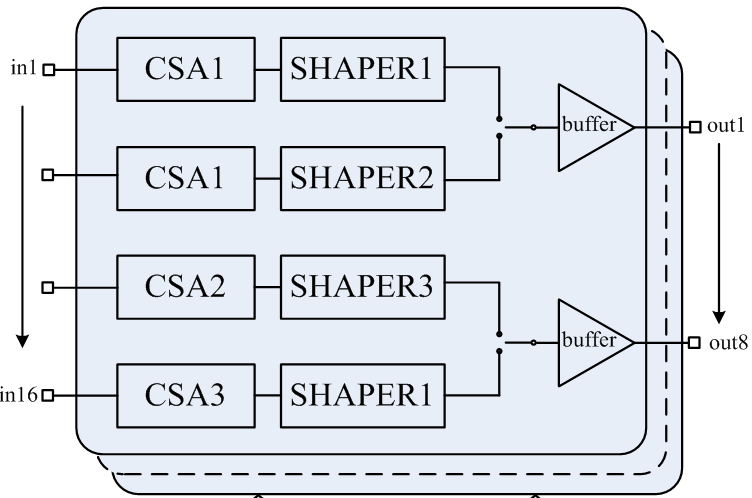 in1
CSA1
SHAPER1
buffer
out1
CSA1
SHAPER2
CSA2
SHAPER3
buffer
out8
in16
CSA3
SHAPER1